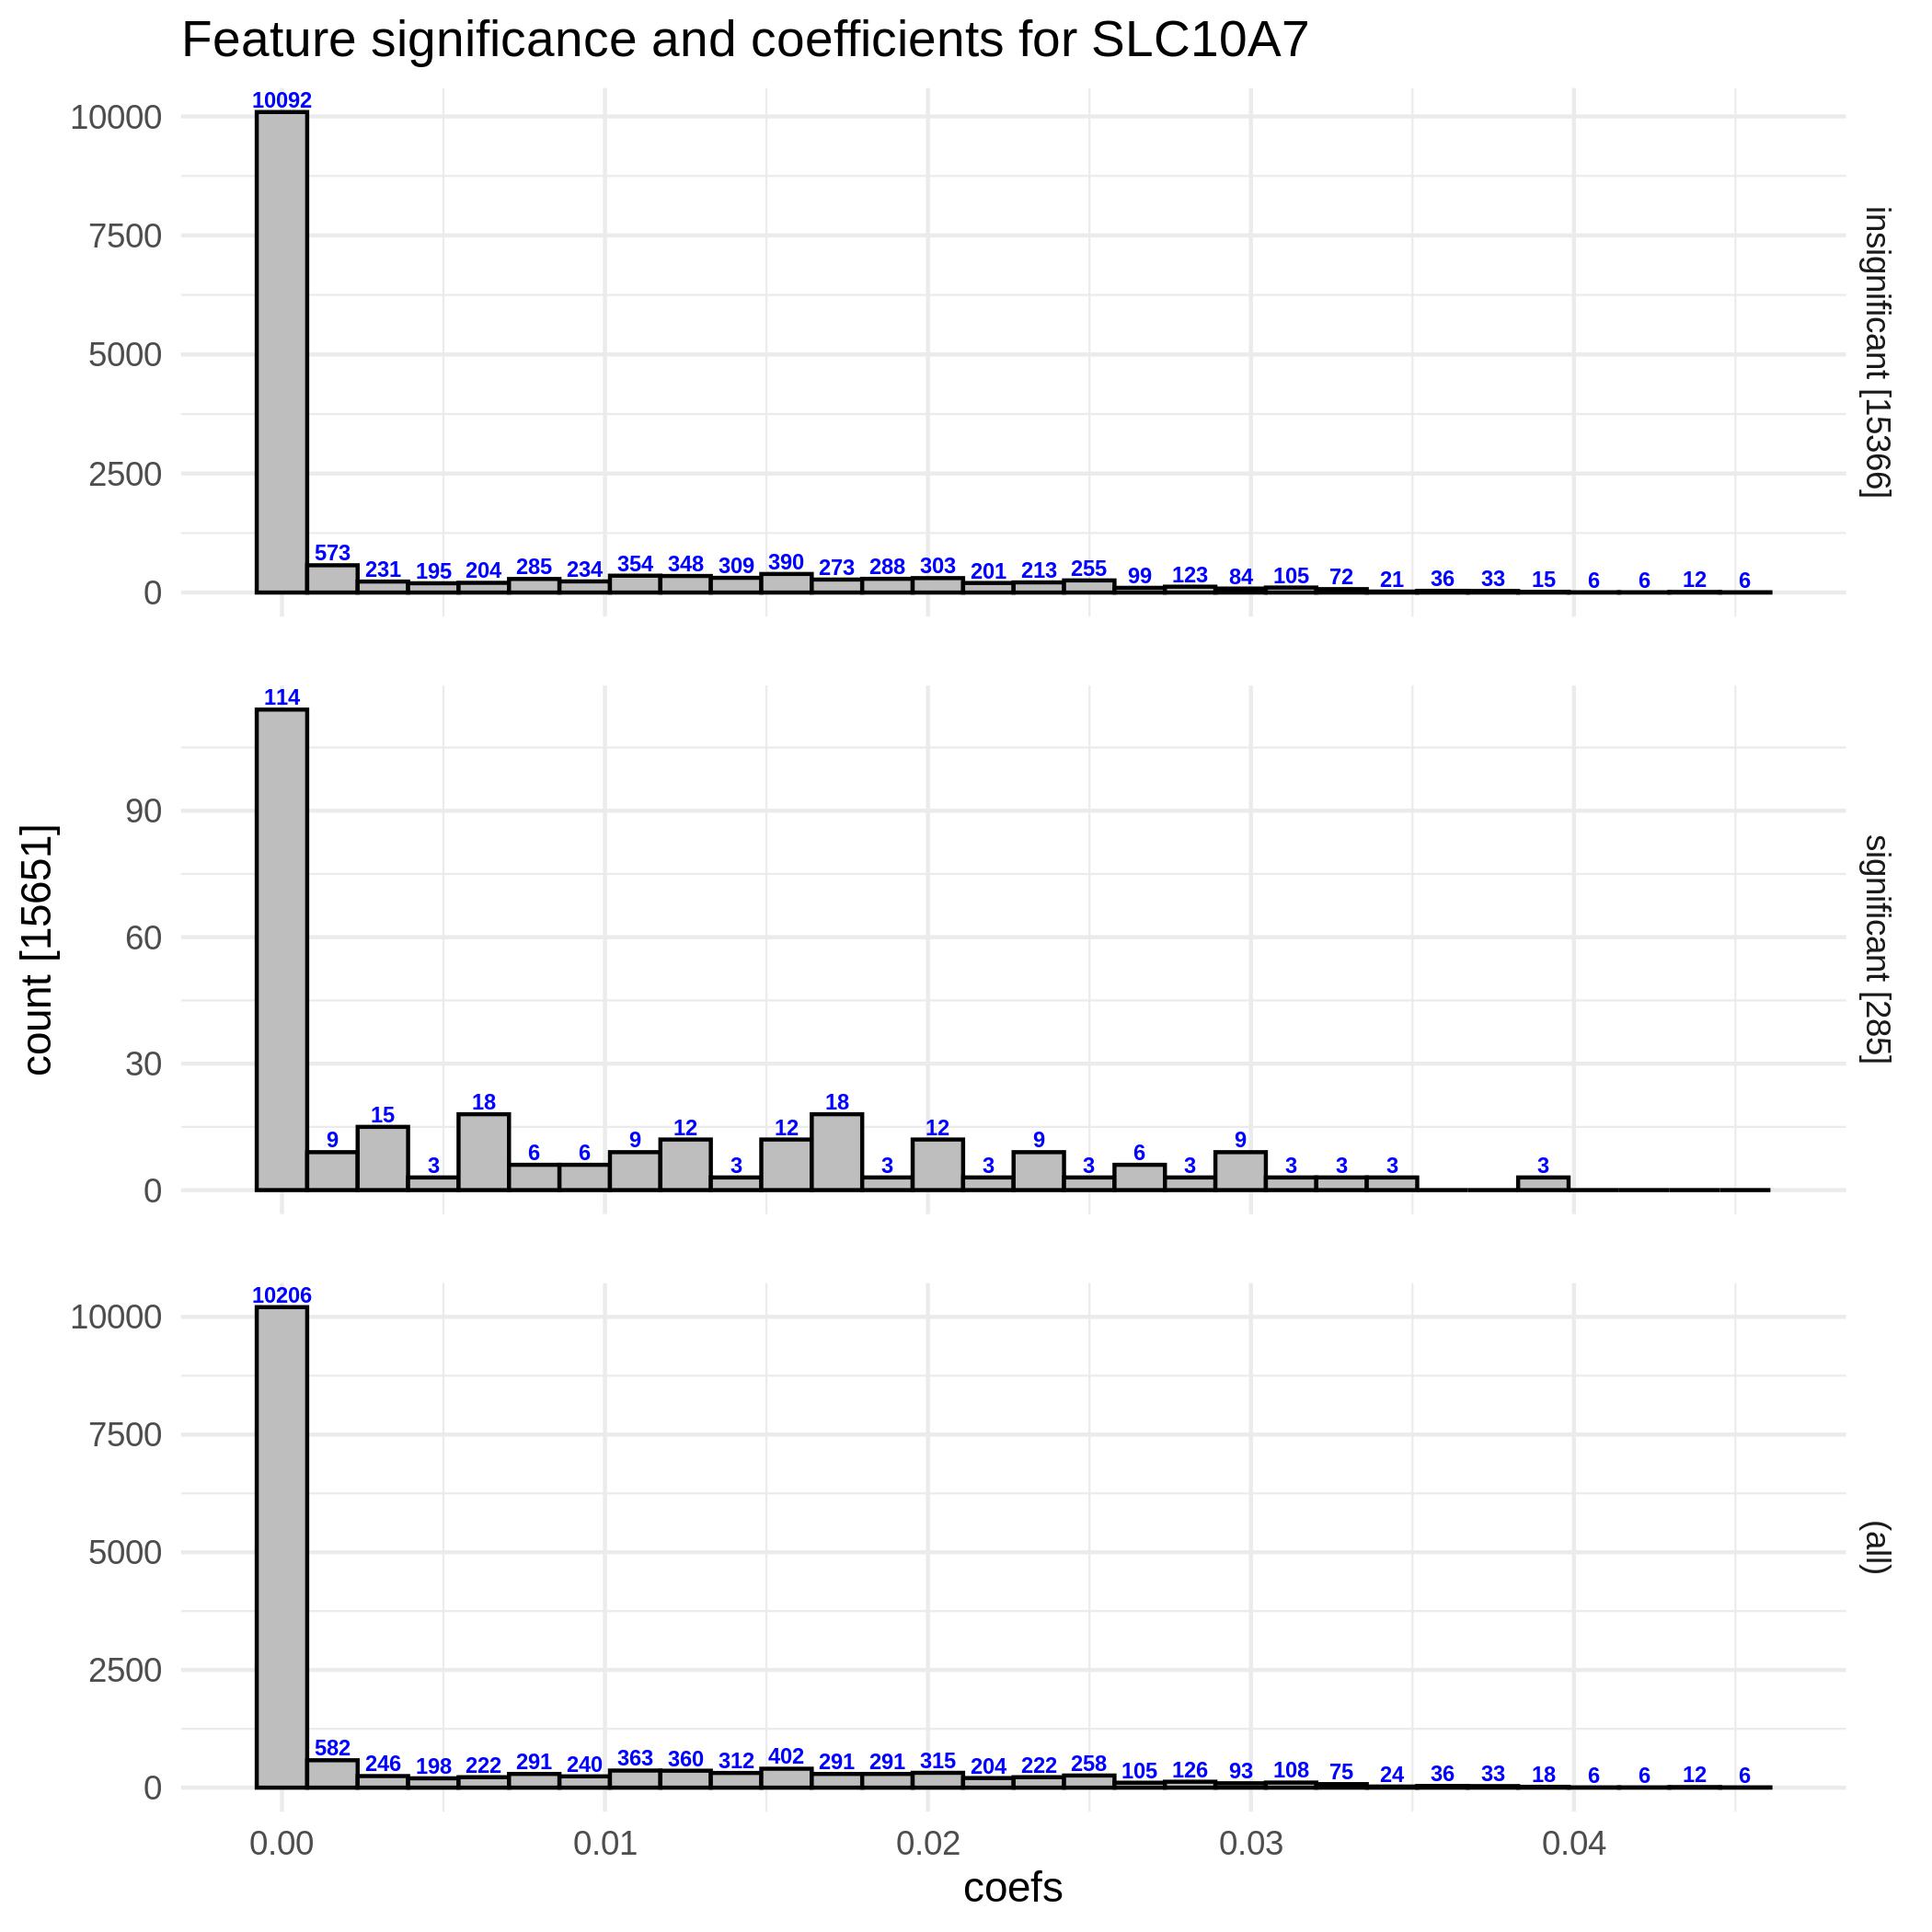 Feature significance and coefficients for SLC10A7
10092
10000
7500
5000
2500
0
573 231 195 204 285 234 354 348 309 390 273 288 303 201 213 255 99 123 84 105 72 21 36 33 15 6 6 12 6
insignificant [15366]
114
90
60
30
0
9 15 3 18 6 6 9 12 3 12 18 3 12 3 9 3 6 3 9 3 3 3 3
significant [285]
count [15651]
10206
10000
7500
5000
2500
0
582 246 198 222 291 240 363 360 312 402 291 291 315 204 222 258 105 126 93 108 75 24 36 33 18 6 6 12 6
(all)
0.00 0.01 0.02 0.03 0.04
coefs